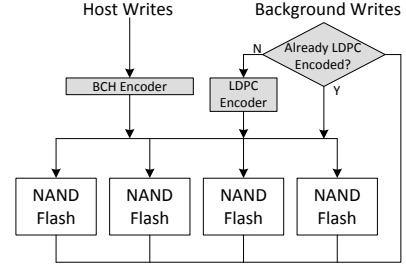 Host Writes
Background Writes
Already LDPC
Encoded?
N
Y
BCH Encoder
LDPC
Encoder
NAND
Flash
NAND
Flash
NAND
Flash
NAND
Flash